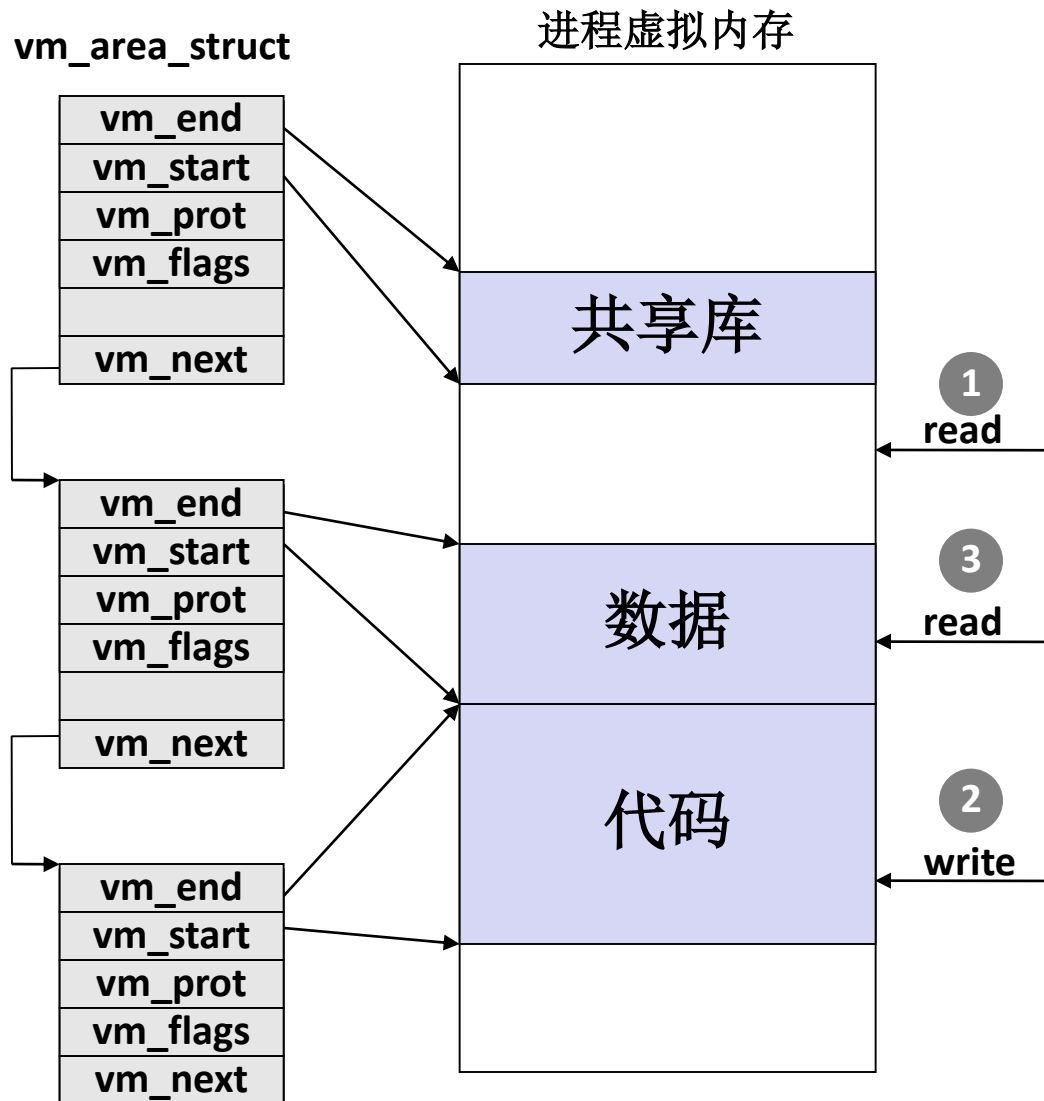 进程虚拟内存
vm_area_struct
vm_end
vm_start
vm_prot
vm_flags
vm_next
共享库
1
read
vm_end
vm_start
vm_prot
vm_flags
vm_next
数据
3
read
代码
2
write
vm_end
vm_start
vm_prot
vm_flags
vm_next